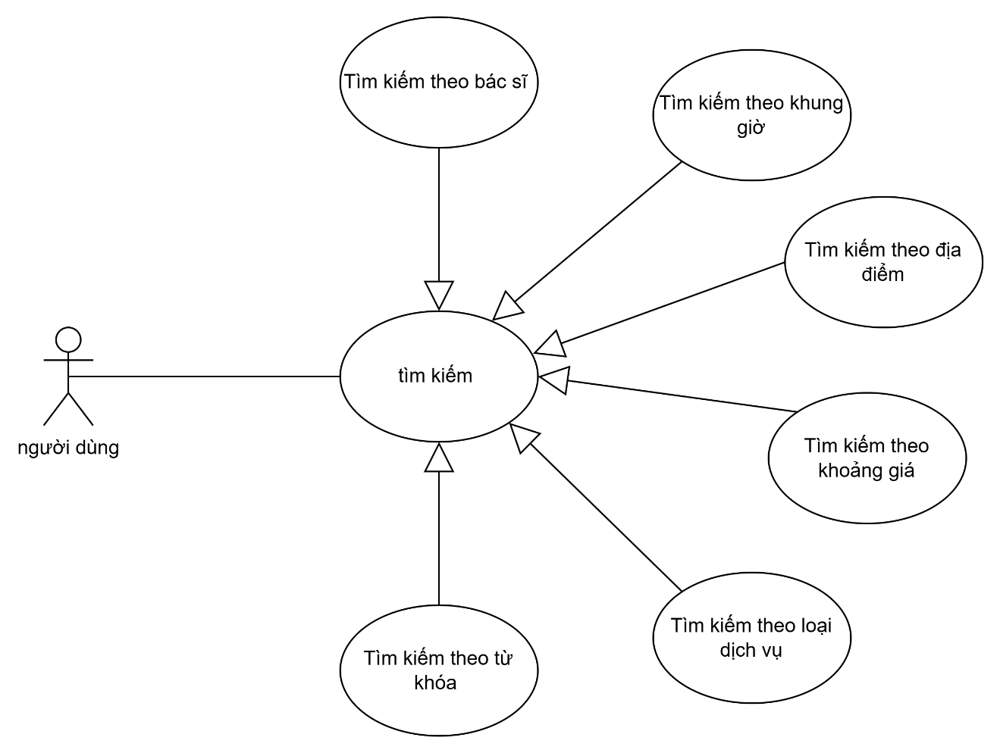 Tìm kiếm theo bác sĩ
Tìm kiếm theo khung
giờ
Tìm kiếm theo địa
điểm
tìm kiếm
người dùng
Tìm kiếm theo
khoảng giá
Tìm kiếm theo loại
dịch vụ
Tìm kiếm theo từ
khóa